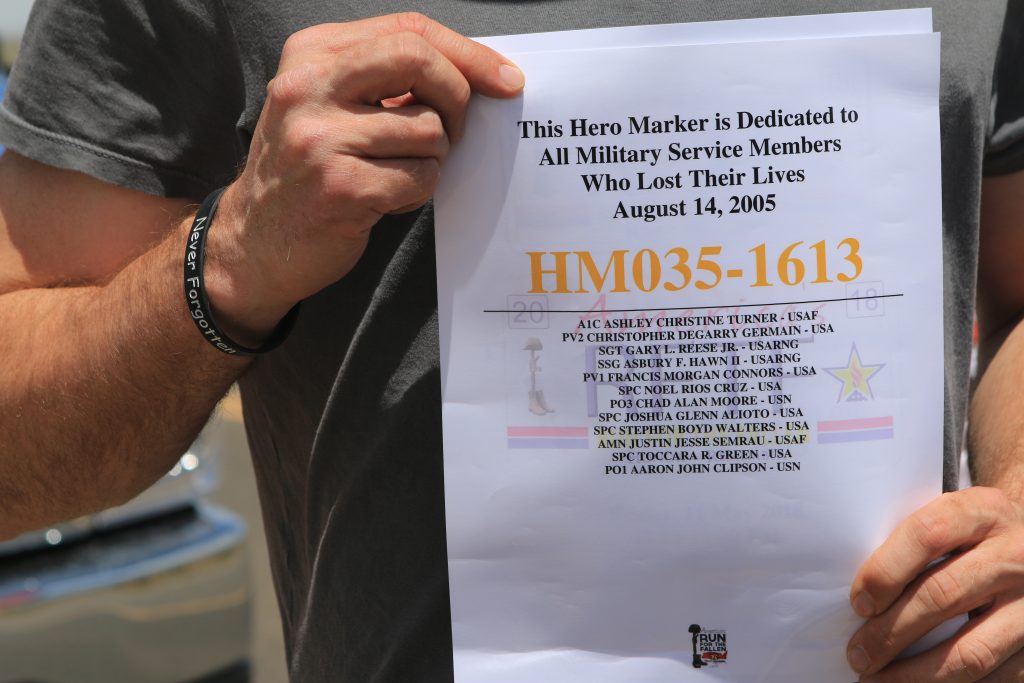 This Hero Marker is Dedicated to
All Military Service Members
Who Lost Their Lives
August 14, 2005
HM035-1613
20 America's 18
A1C ASHLEY CHRISTINE TURNER - USAF
PV2 CHRISTOPHER DEGARRY GERMAIN - USA
SGT GARY L. REESE JR. - USARNG
SSG ASBURY F. HAWN II - USARNG
PV1 FRANCIS MORGAN CONNORS - USA
SPC NOEL RIOS CRUZ - USA
PO3 CHAD ALAN MOORE - USN
SPC JOSHUA GLENN ALIOTO - USA
SPC STEPHEN BOYD WALTERS - USA
AMN JUSTIN JESSE SEMRAU - USAF
SPC TOCCARA R. GREEN - USA
PO1 AARON JOHN CLIPSON - USN
Never Forgotten
RUN
FOR THE
FALLEN